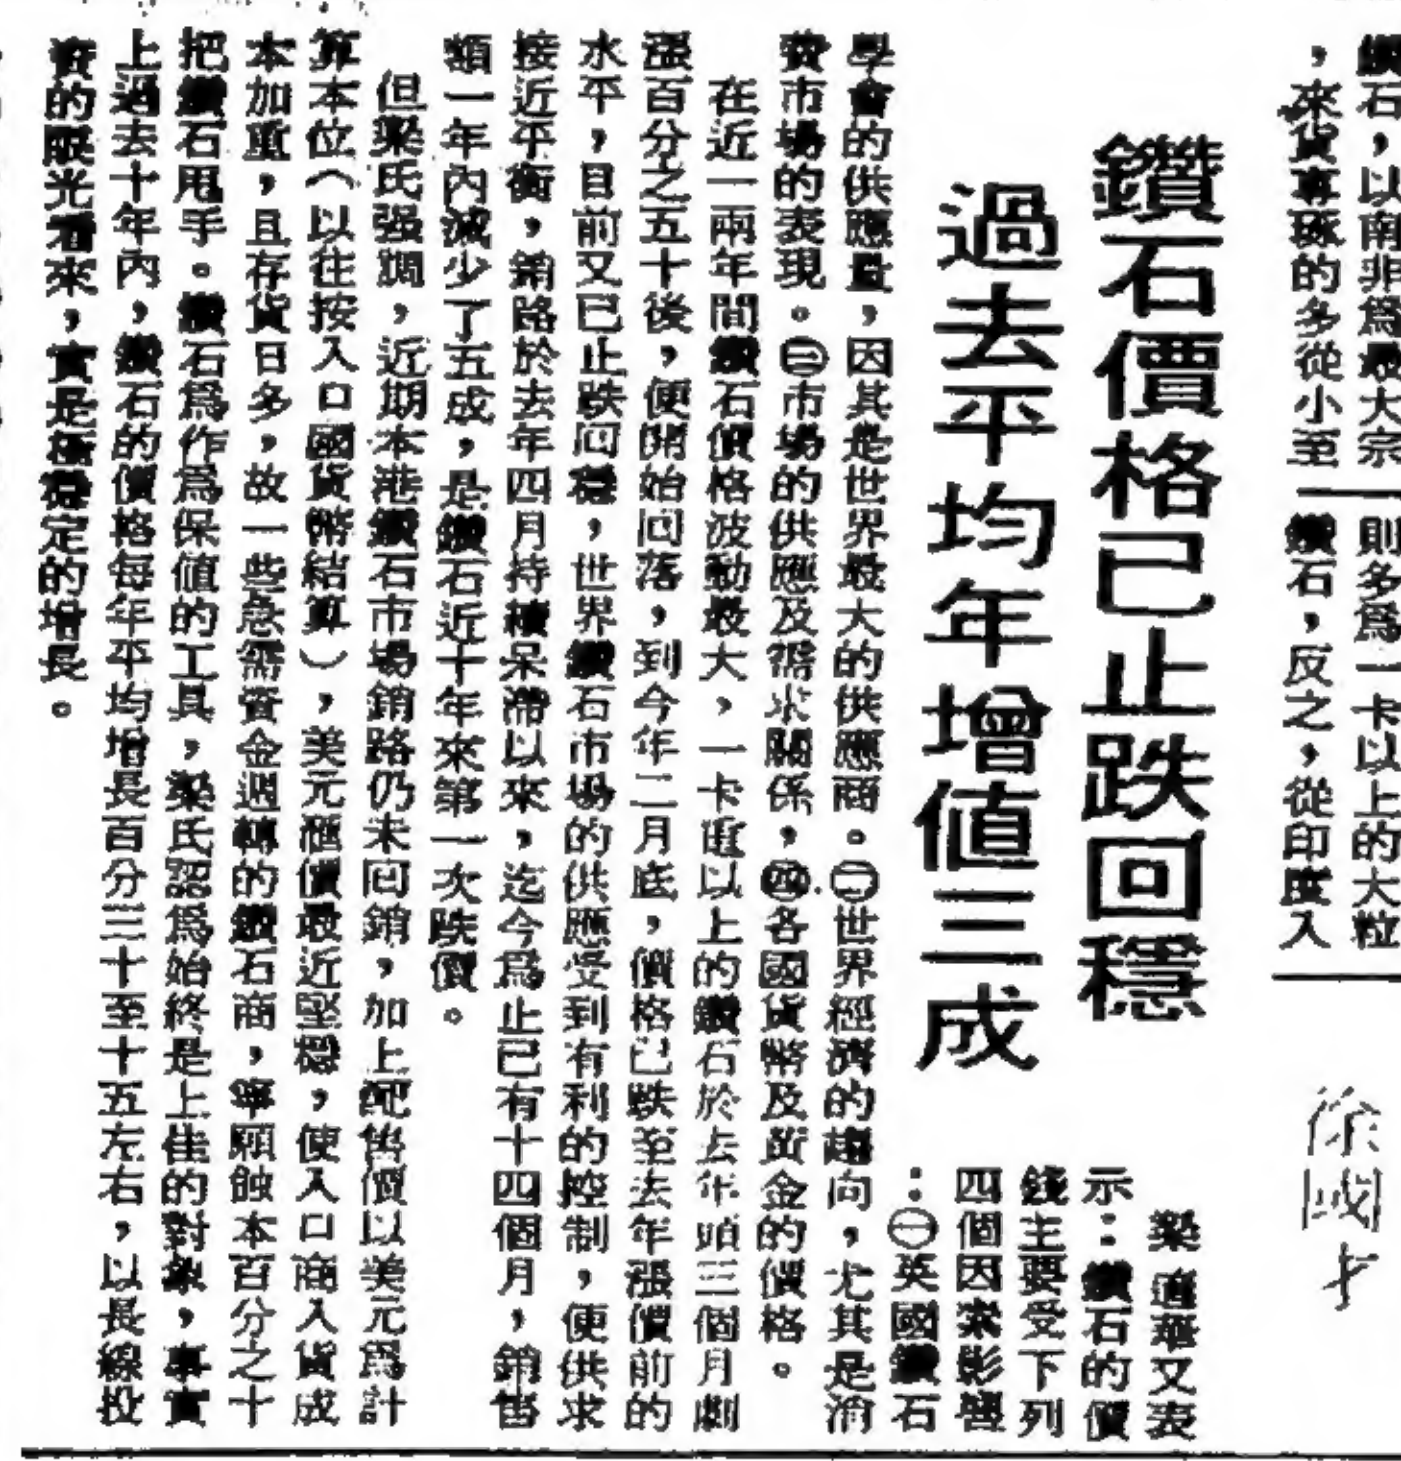 鑽石，以南非爲最大宗
，來貨車琢的多從小至
則多爲一卡以上的大粒
鑽石，反之，從印度入
徐國才
鑽石價格已止跌回穩
過去平均年增值三成
梁適華又表
示：鑽石的價
錢主要受下列
四個因素影響
：㊀英國鑽石
學會的供應量，因其是世界最大的供應商。㊁世界經濟的趨向，尤其是消
費市場的表現。㊂市場的供應及需求關係，㊃各國貨幣及黃金的價格。
在近一兩年間鑽石價格波動最大，一卡重以上的鑽石於去年頭三個月劇
漲百分之五十後，便開始回落，到今年二月底，價格已跌至去年漲價前的
水平，目前又已止跌回穩，世界鑽石市場的供應受到有利的控制，使供求
接近平衡，銷路於去年四月持續呆滯以來，迄今爲止已有十四個月，銷售
額一年內減少了五成，是鑽石近十年來第一次跌價。
但梁氏强調，近期本港鑽石市場銷路仍未回銷，加上配售價以美元爲計
算本位（以往按入口國貨幣結算），美元滙價最近堅穩，使入口商入貨成
本加重，且存貨日多，故一些急需資金週轉的鑽石商，寧願蝕本百分之十
把鑽石甩手。鑽石爲作爲保值的工具，梁氏認爲始終是上佳的對象，事實
上過去十年內，鑽石的價格每年平均增長百分三十至十五左右，以長線投
資的眼光看來，實是極穩定的增長。